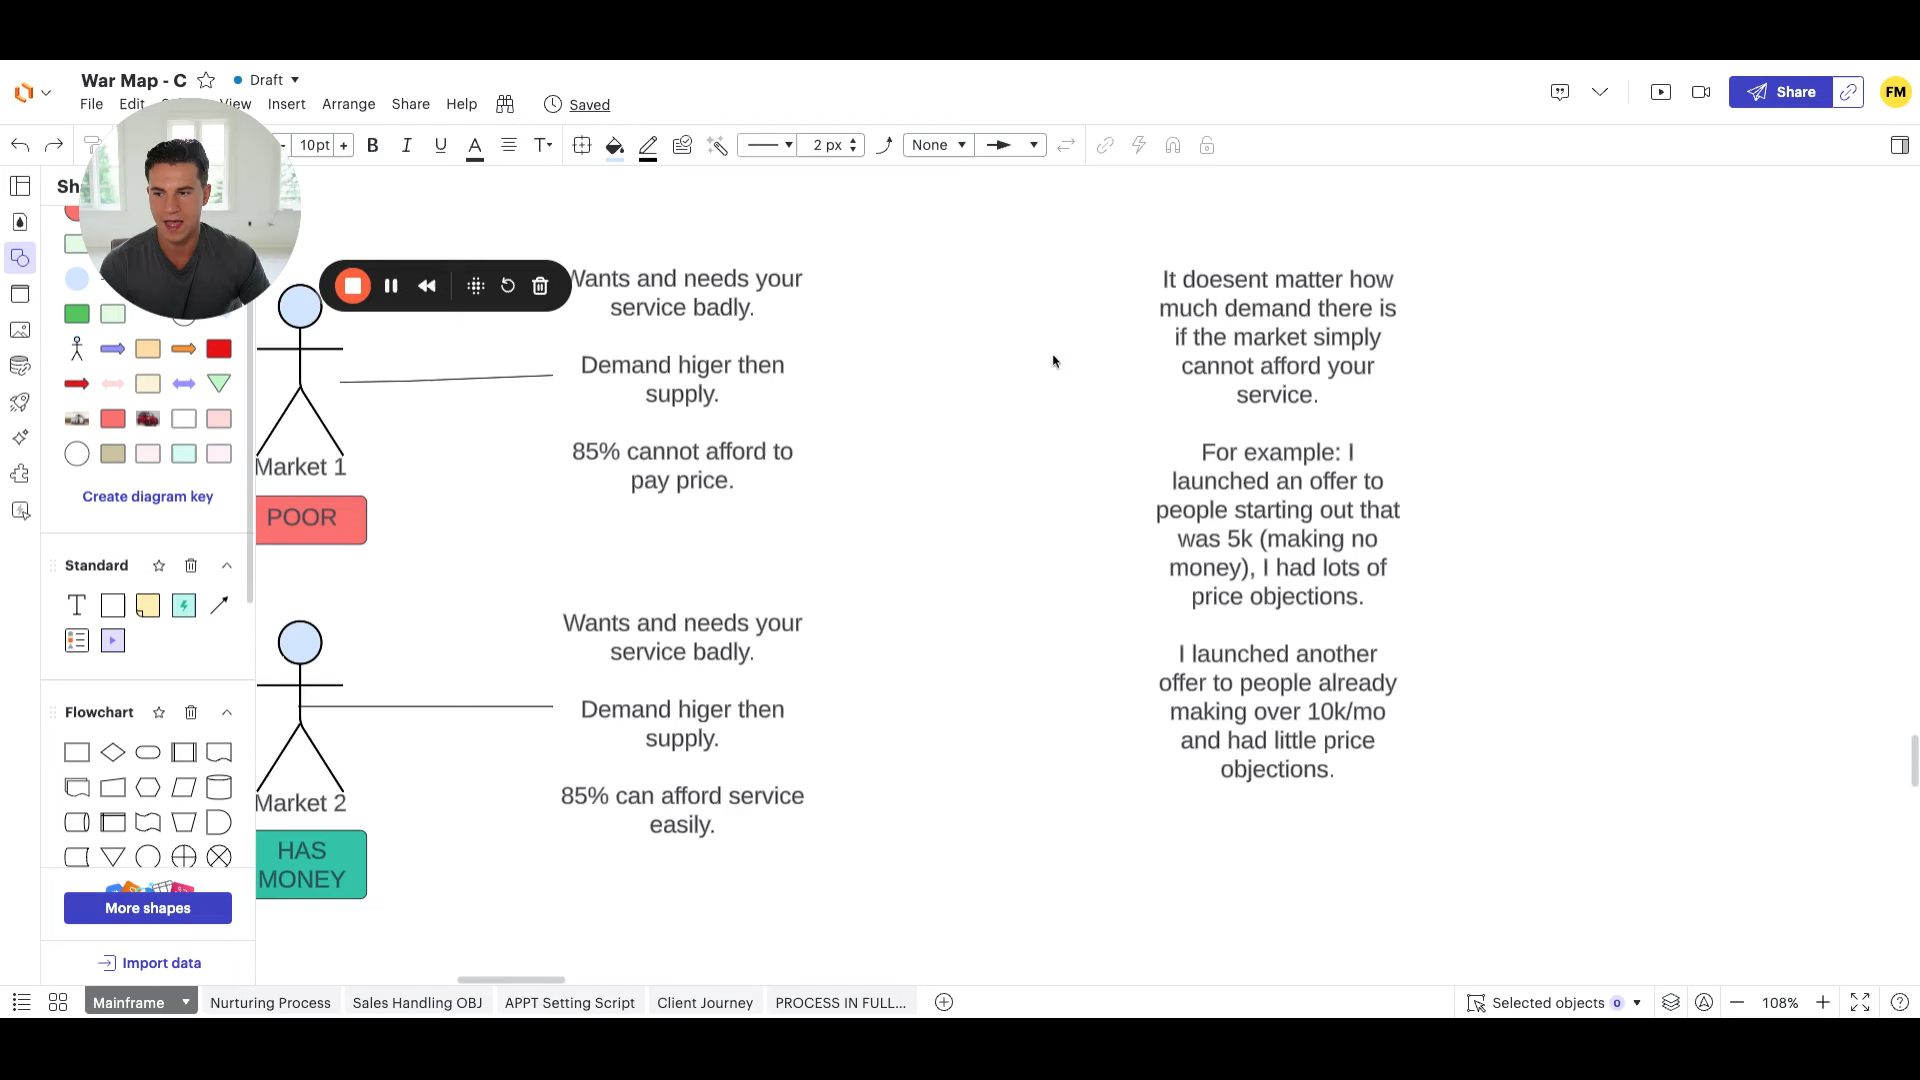 War Map - C
Draft
File
Edit
View
Insert
Arrange
Share
Help
Saved
Share
FM
10pt
B
I
U
A
2 px
None
Wants and needs your
service badly.
Demand higer then
supply.
85% cannot afford to
pay price.
Market 1
POOR
Wants and needs your
service badly.
Demand higer then
supply.
85% can afford service
easily.
Market 2
HAS
MONEY
It doesent matter how
much demand there is
if the market simply
cannot afford your
service.
For example: I
launched an offer to
people starting out that
was 5k (making no
money), I had lots of
price objections.
I launched another
offer to people already
making over 10k/mo
and had little price
objections.
Create diagram key
Standard
Flowchart
More shapes
Import data
Mainframe
Nurturing Process
Sales Handling OBJ
APPT Setting Script
Client Journey
PROCESS IN FULL...
Selected objects 0
108%